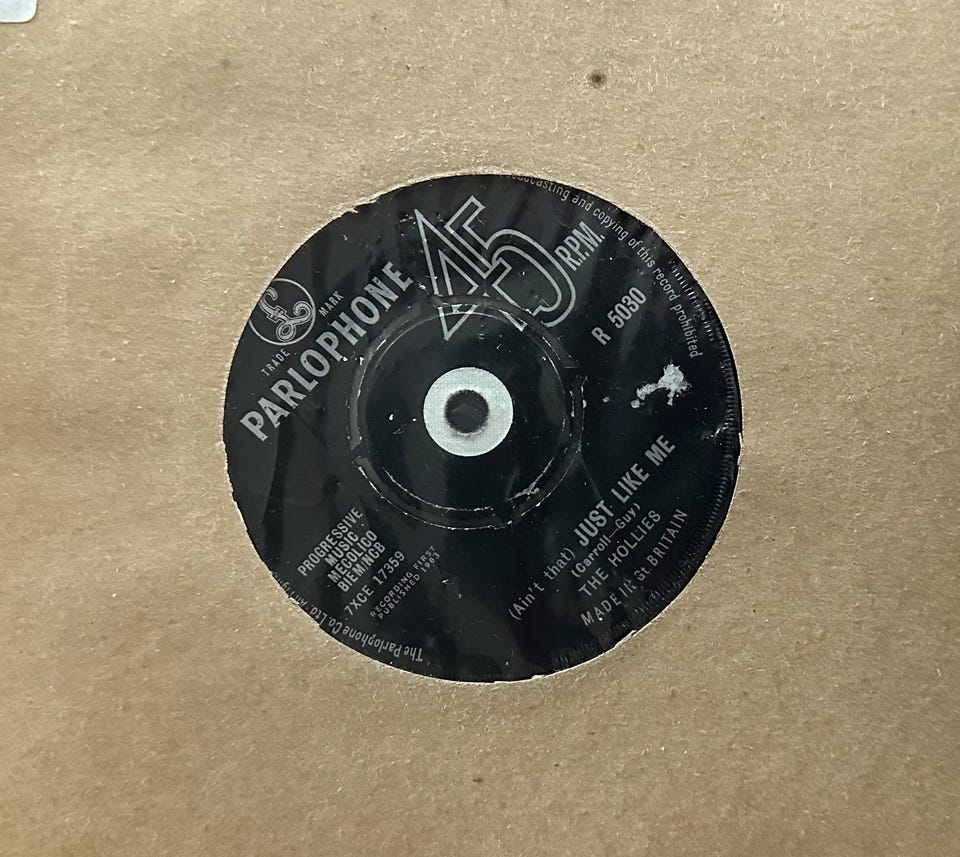 45 R.P.M.
PARLOPHONE
£
TRADE MARK
R 5030
PROGRESSIVE
MUSIC
MECOLICO
BIEM/NCB
7XCE 17359
RECORDING FIRST
PUBLISHED 1963
(Ain't that) JUST LIKE ME
(Carroll—Guy)
THE HOLLIES
MADE IN Gt BRITAIN
The Parlophone Co. Ltd.
and copying of this record prohibited